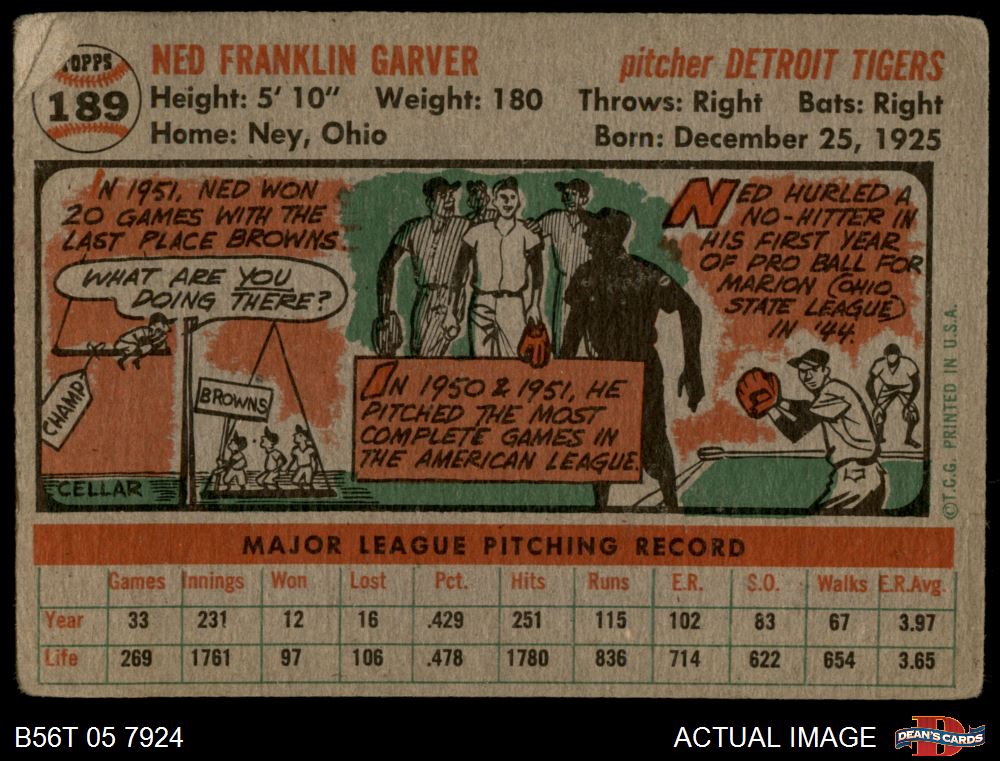 TOPPS
189
NED FRANKLIN GARVER
pitcher DETROIT TIGERS
Height: 5' 10" Weight: 180 Throws: Right Bats: Right
Home: Ney, Ohio Born: December 25, 1925
IN 1951, NED WON
20 GAMES WITH THE
LAST PLACE BROWNS.
WHAT ARE YOU
DOING THERE?
CHAMP
BROWNS
CELLAR
IN 1950 & 1951, HE
PITCHED THE MOST
COMPLETE GAMES IN
THE AMERICAN LEAGUE.
NED HURLED A
NO-HITTER IN
HIS FIRST YEAR
OF PRO BALL FOR
MARION (OHIO
STATE LEAGUE)
IN '44.
©T.C.G. PRINTED IN U.S.A.
MAJOR LEAGUE PITCHING RECORD
Games Innings Won Lost Pct. Hits Runs E.R. S.O. Walks E.R.Avg.
Year 33 231 12 16 .429 251 115 102 83 67 3.97
Life 269 1761 97 106 .478 1780 836 714 622 654 3.65
B56T 05 7924
ACTUAL IMAGE
DEAN'S CARDS